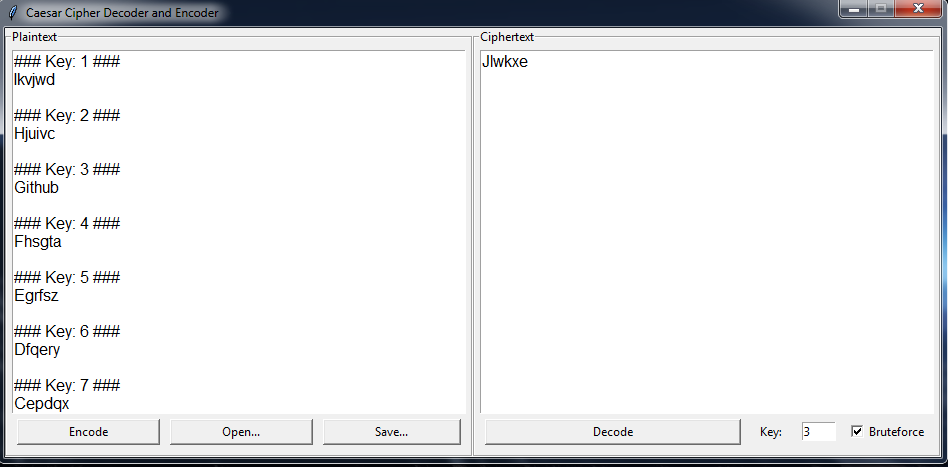 Caesar Cipher Decoder and Encoder
Plaintext
### Key: 1 ###
Ikvjwd
### Key: 2 ###
Hjuivc
### Key: 3 ###
Github
### Key: 4 ###
Fhsgta
### Key: 5 ###
Egrfsz
### Key: 6 ###
Dfqery
### Key: 7 ###
Cepdqx
Encode
Open...
Save...
Ciphertext
Jlwkxe
Decode
Key:
3
Bruteforce